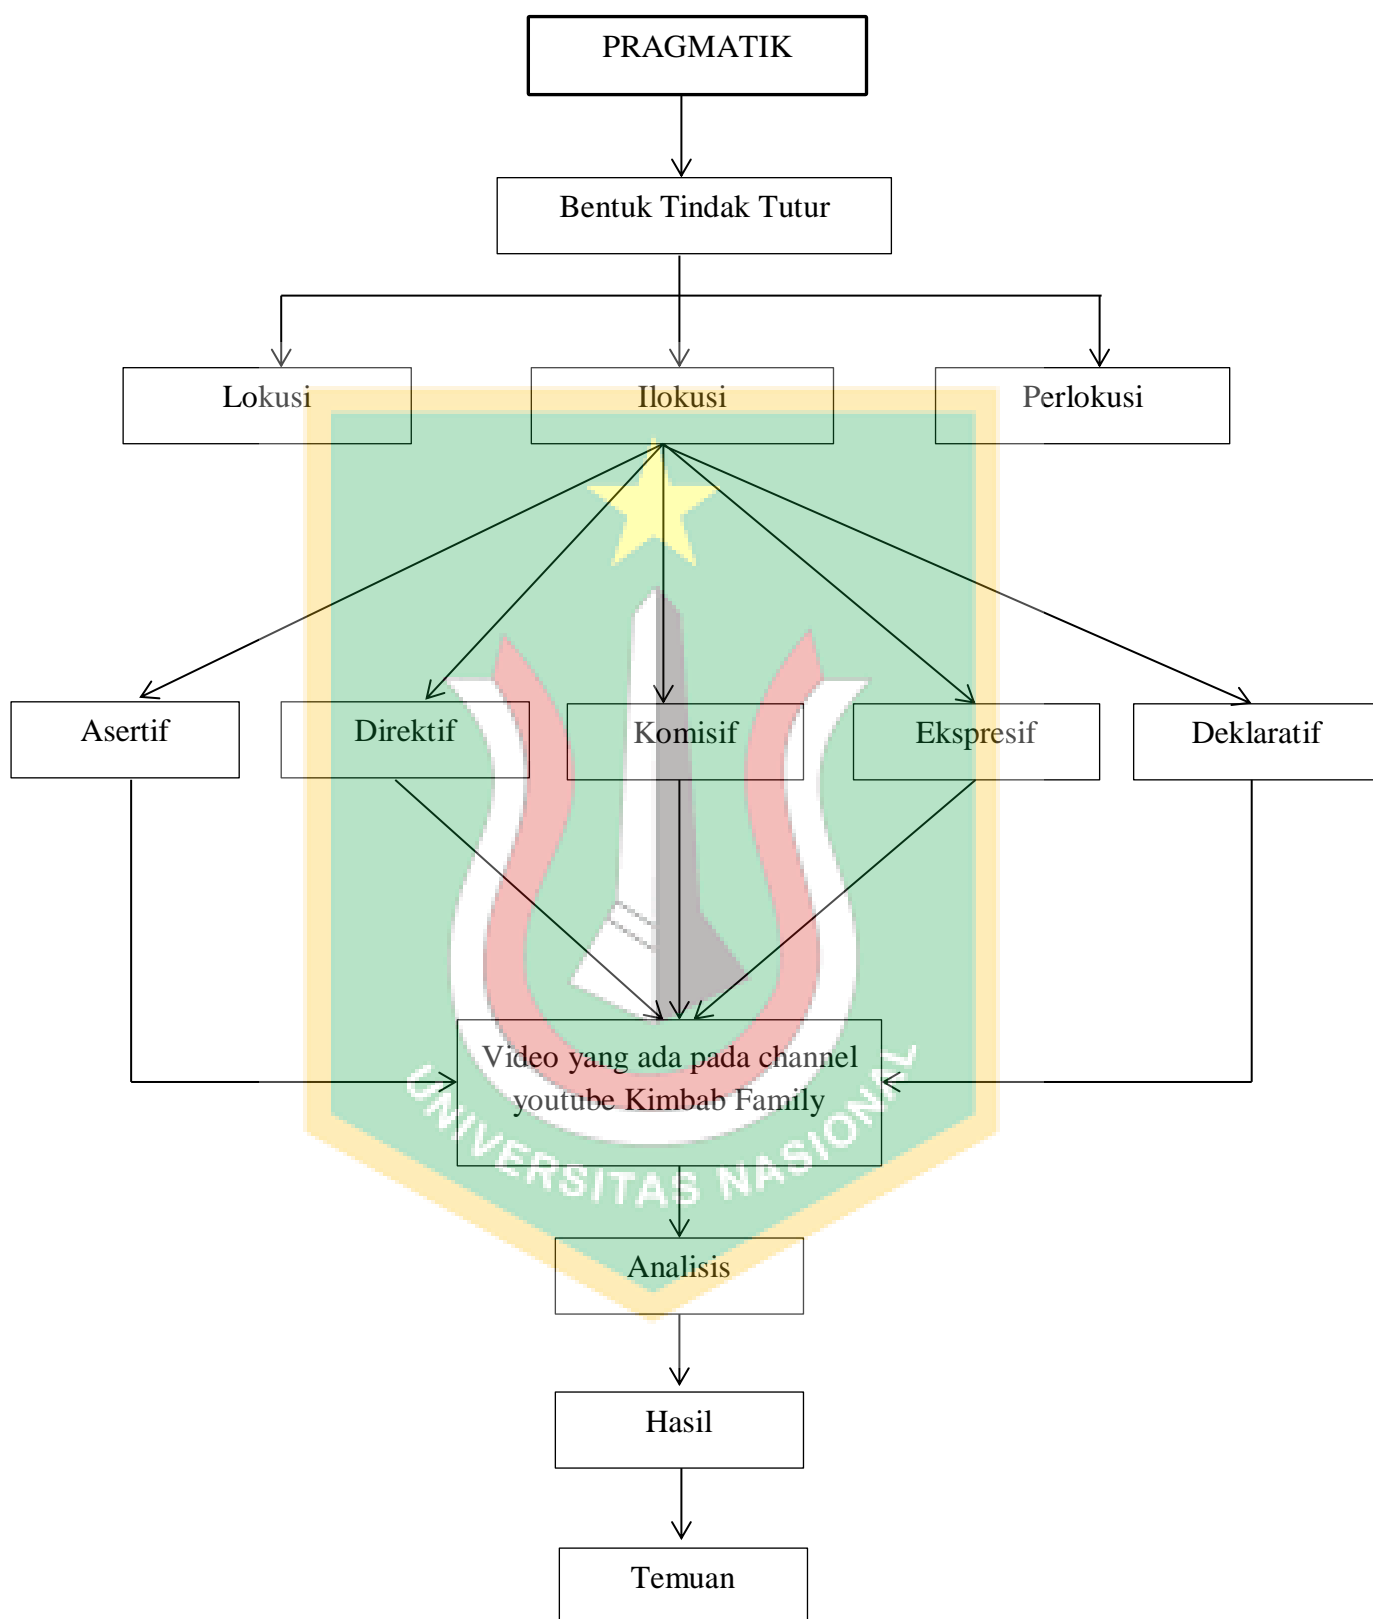 PRAGMATIK
Bentuk Tindak Tutur
Lokusi
Ilokusi
Perlokusi
Asertif
Direktif
Komisif
Ekspresif
Deklaratif
Video yang ada pada channel
youtube Kimbab Family
UNIVERSITAS NASIONAL
Analisis
Hasil
Temuan